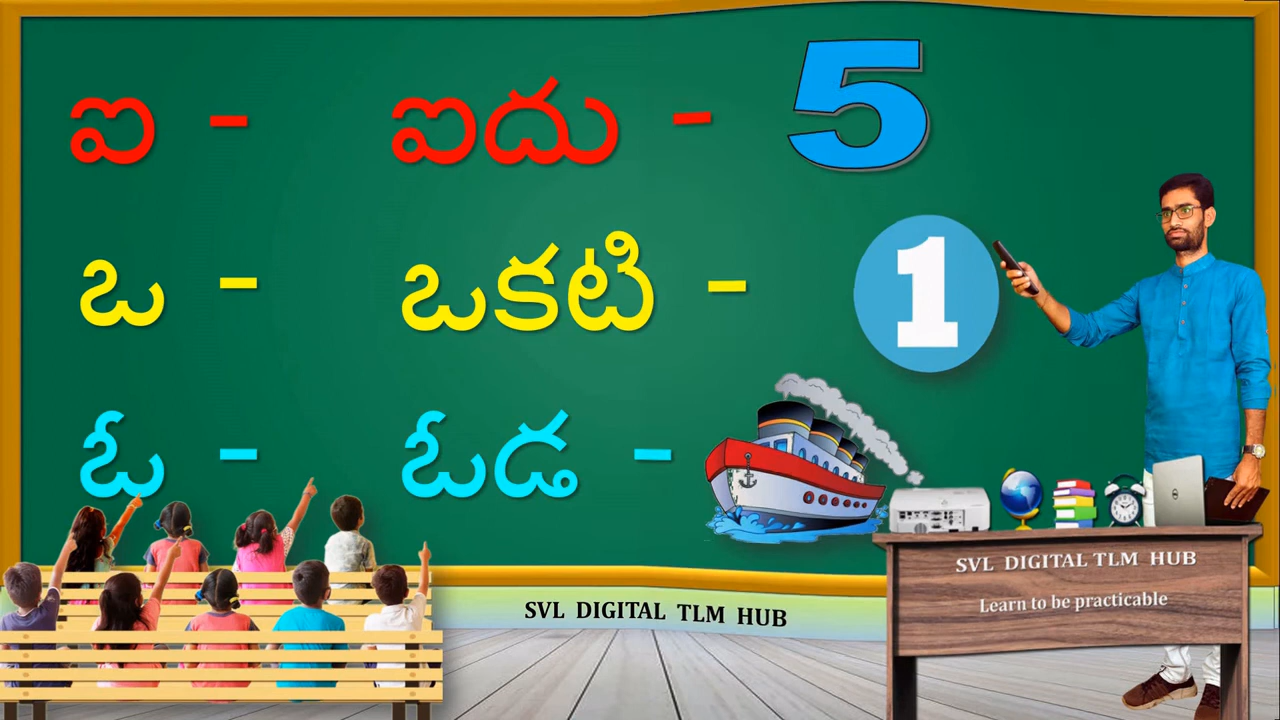 ఐ - ఐదు - 5
ఒ - ఒకటి - 1
ఓ - ఓడ -
SVL DIGITAL TLM HUB
Learn to be practicable
SVL DIGITAL TLM HUB